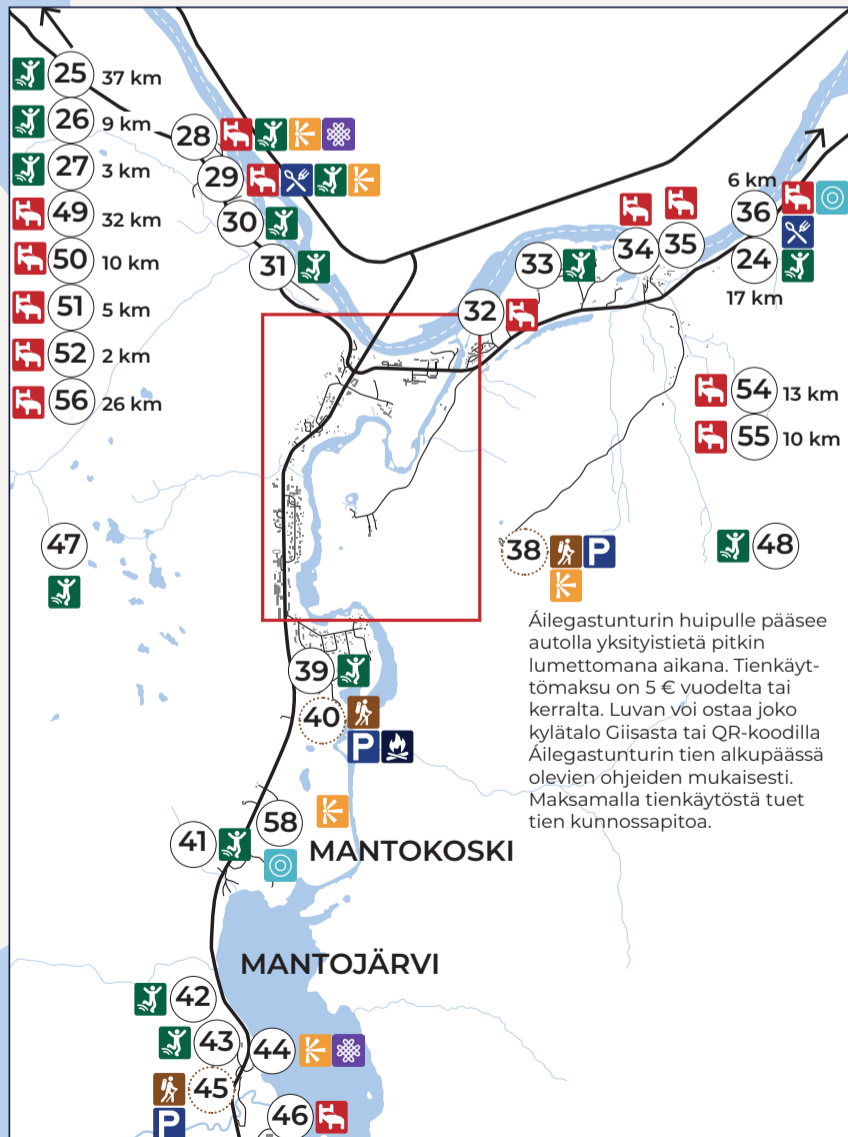 25 37 km
26 9 km
27 3 km
49 32 km
50 10 km
51 5 km
52 2 km
56 26 km
28
29
30
31
32
33
34
35
6 km
36
24
17 km
54 13 km
55 10 km
47
38 P
48
Áilegastunturin huipulle pääsee
autolla yksityistietä pitkin
lumettomana aikana. Tienkäyt-
tömaksu on 5 € vuodelta tai
kerralta. Luvan voi ostaa joko
kylätalo Giisasta tai QR-koodilla
Áilegastunturin tien alkupäässä
olevien ohjeiden mukaisesti.
Maksamalla tienkäytöstä tuet
tien kunnossapitoa.
39
40
P
58
41
MANTOKOSKI
MANTOJÄRVI
42
43
44
45
P
46